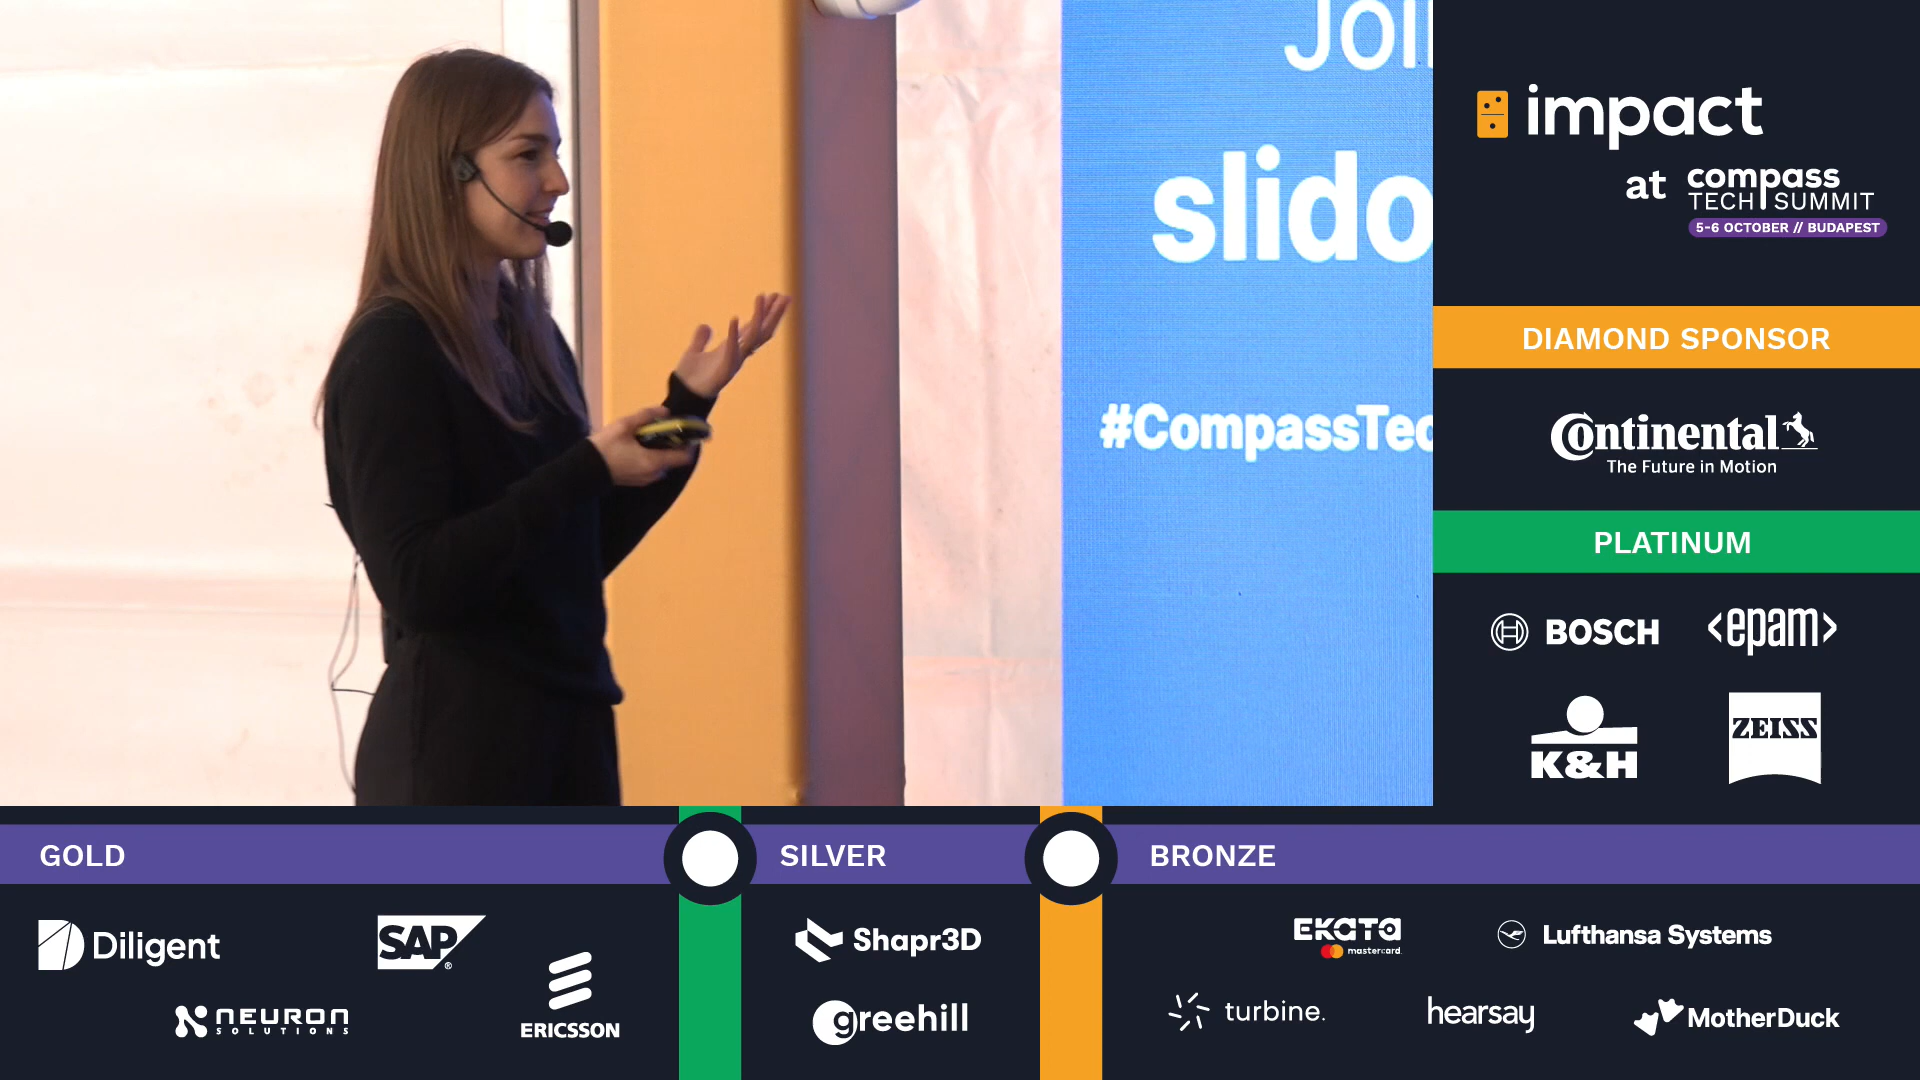 Joi
slido
#CompassTec
impact
at compass
TECH SUMMIT
5-6 OCTOBER // BUDAPEST
DIAMOND SPONSOR
Continental
The Future in Motion
PLATINUM
BOSCH
<epam>
K&H
ZEISS
GOLD
SILVER
BRONZE
Diligent
SAP®
NEURON
SOLUTIONS
ERICSSON
Shapr3D
greehill
EKATA
mastercard.
Lufthansa Systems
turbine.
hearsay
MotherDuck